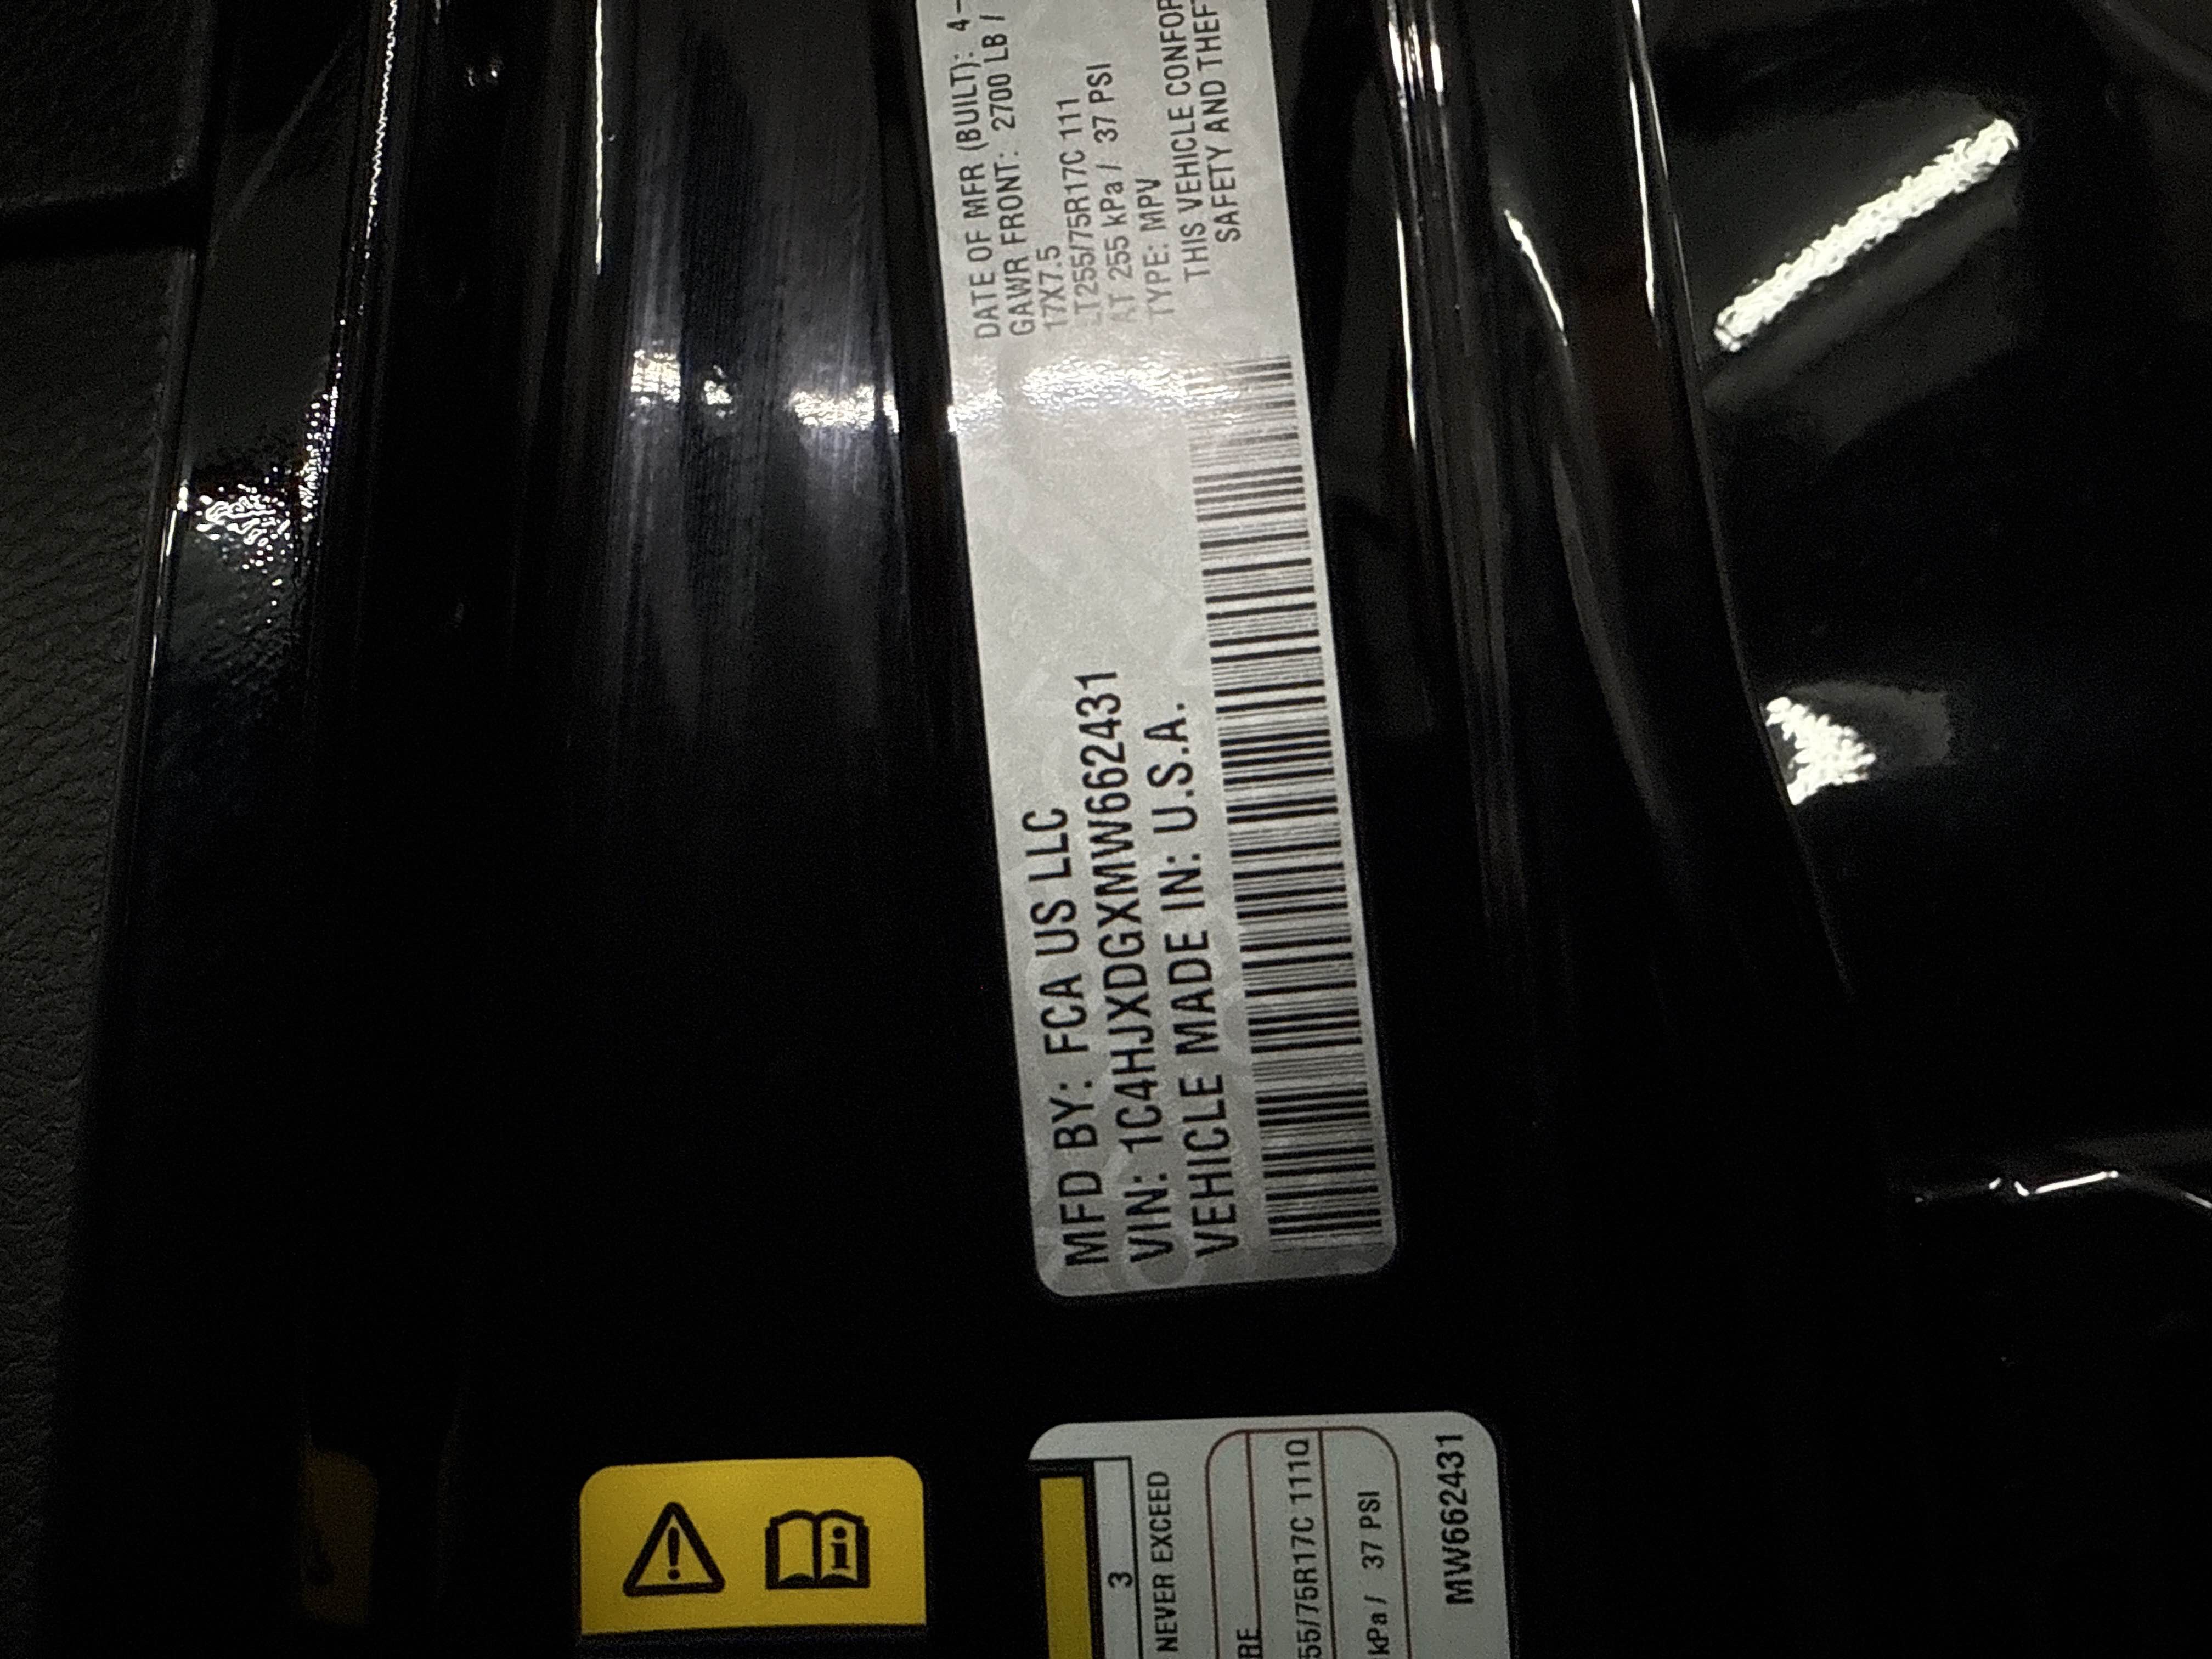 MFD BY: FCA US LLC
VIN: 1C4HJXDGXMW662431
VEHICLE MADE IN: U.S.A.
DATE OF MFR (BUILT): 4-
GAWR FRONT: 2700 LB /
17X7.5
LT255/75R17C 111
AT 255 kPa / 37 PSI
TYPE: MPV
THIS VEHICLE CONFOR
SAFETY AND THEF
3
NEVER EXCEED
RE
55/75R17C 111Q
kPa / 37 PSI
MW662431